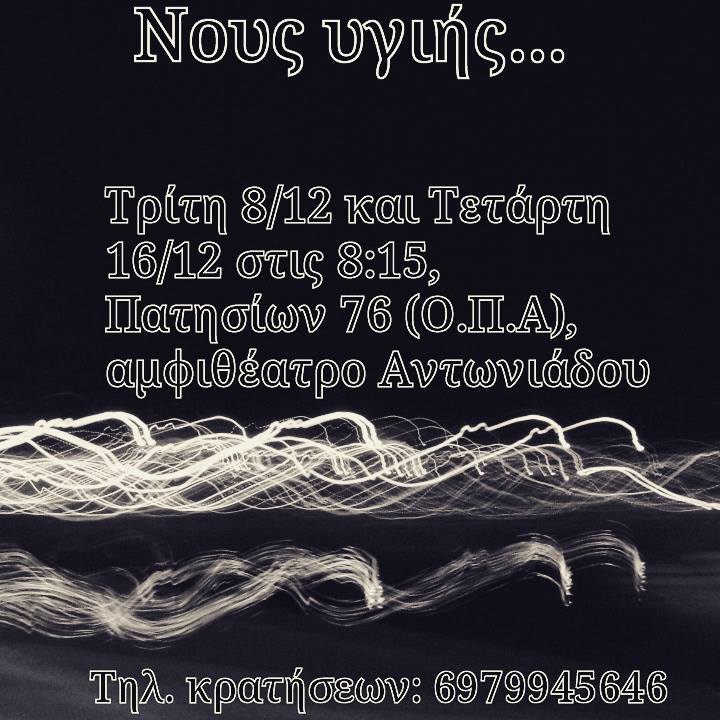 Νους υγιής...
Τρίτη 8/12 και Τετάρτη
16/12 στις 8:15,
Πατησίων 76 (Ο.Π.Α),
αμφιθέατρο Αντωνιάδου
Τηλ. κρατήσεων: 6979945646